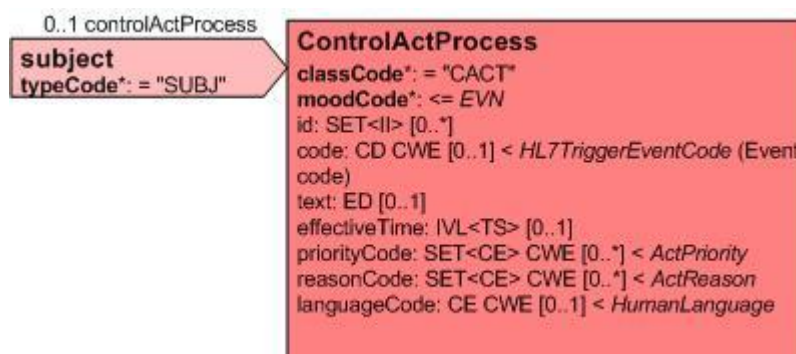 0..1 controlActProcess
subject
typeCode*: = "SUBJ"
ControlActProcess
classCode*: = "CACT"
moodCode*: <= EVN
id: SET<II> [0..*]
code: CD CWE [0..1] < HL7TriggerEventCode (Event
code)
text: ED [0..1]
effectiveTime: IVL<TS> [0..1]
priorityCode: SET<CE> CWE [0..*] < ActPriority
reasonCode: SET<CE> CWE [0..*] < ActReason
languageCode: CE CWE [0..1] < HumanLanguage